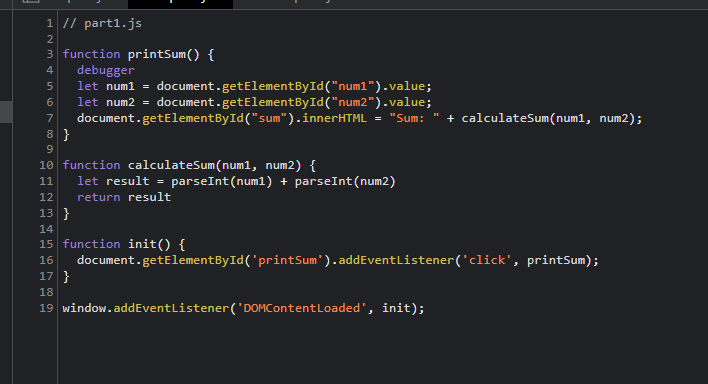 1 // part1.js
2
3 function printSum() {
4   debugger
5   let num1 = document.getElementById("num1").value;
6   let num2 = document.getElementById("num2").value;
7   document.getElementById("sum").innerHTML = "Sum: " + calculateSum(num1, num2);
8 }
9
10 function calculateSum(num1, num2) {
11   let result = parseInt(num1) + parseInt(num2)
12   return result
13 }
14
15 function init() {
16   document.getElementById('printSum').addEventListener('click', printSum);
17 }
18
19 window.addEventListener('DOMContentLoaded', init);